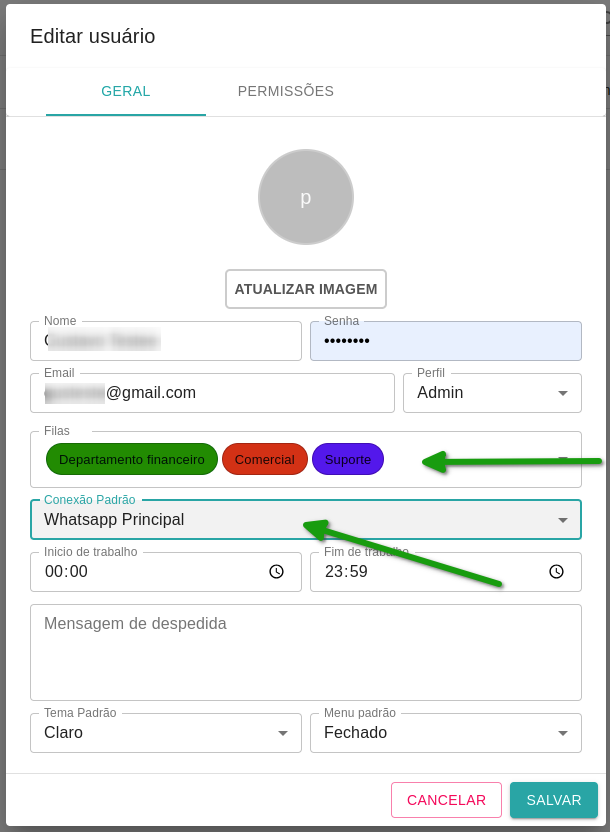 Editar usuário
GERAL PERMISSÕES
p
ATUALIZAR IMAGEM
Nome Senha
••••••••
Email Perfil
@gmail.com Admin
Filas
Departamento financeiro Comercial Suporte
Conexão Padrão
Whatsapp Principal
Inicio de trabalho Fim de trabalho
00:00 23:59
Mensagem de despedida
Tema Padrão Menu padrão
Claro Fechado
CANCELAR SALVAR